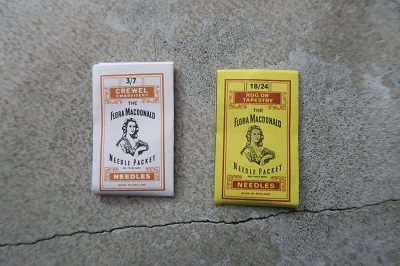 3/7
CREWEL
EMBROIDERY
THE
FLORA MACDONALD
NEEDLE PACKET
NEEDLES
MADE IN ENGLAND
18/24
RUG OR
TAPESTRY
THE
FLORA MACDONALD
NEEDLE PACKET
NEEDLES
MADE IN ENGLAND